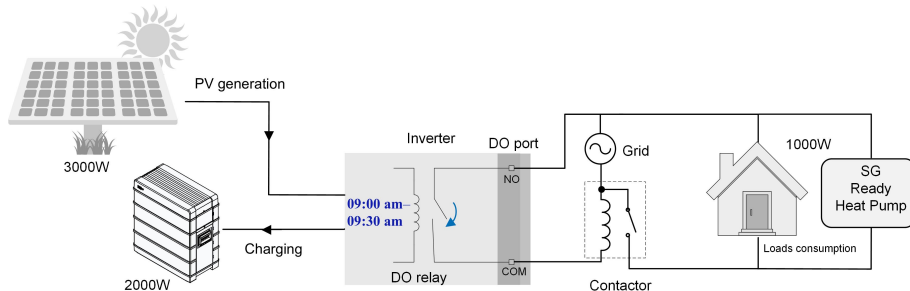 PV generation
3000W
2000W
Charging
Inverter
DO port
NO
09:00 am
09:30 am
COM
DO relay
Grid
Contactor
1000W
Loads consumption
SG
Ready
Heat Pump